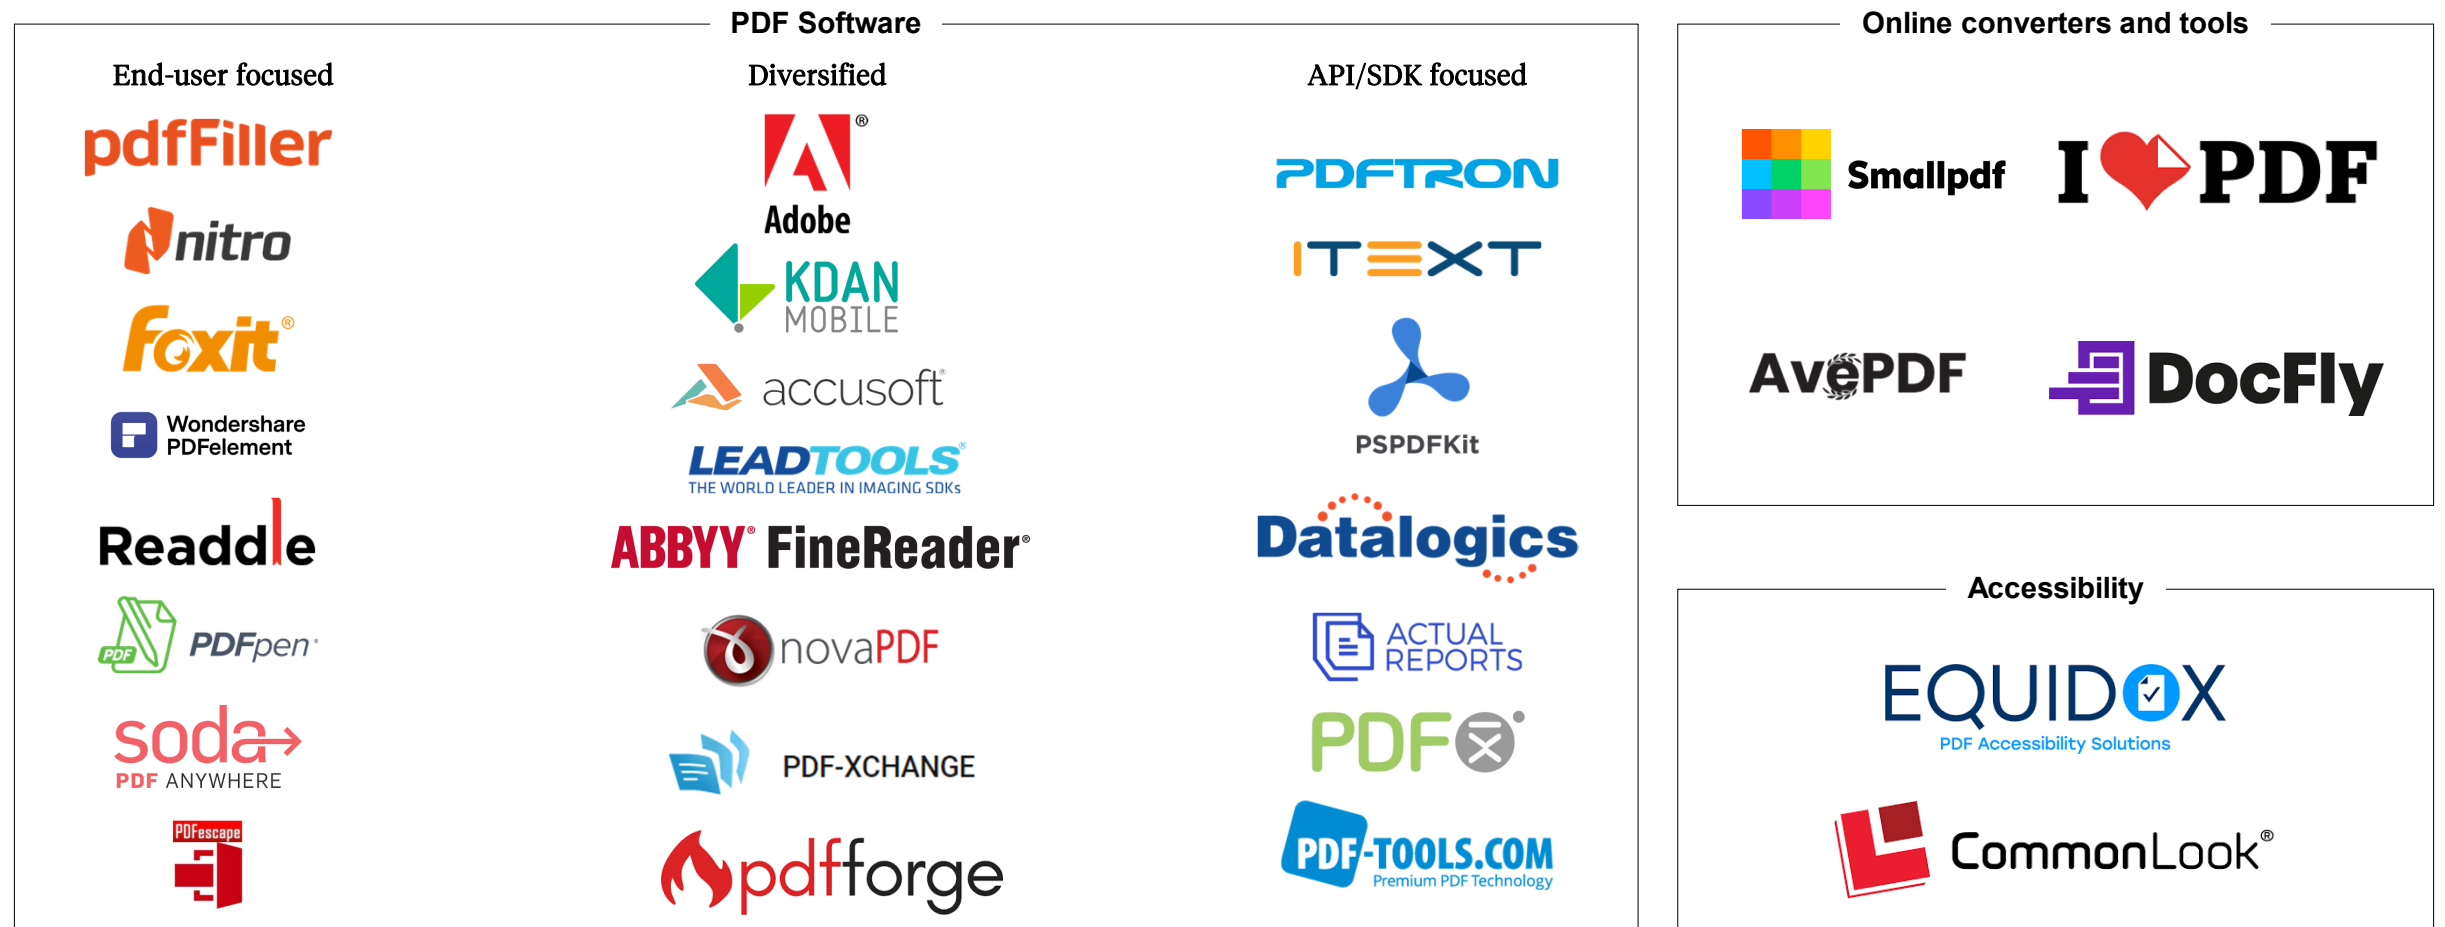 PDF Software
End-user focused
pdfFiller
nitro
foxit®
Wondershare
PDFelement
Readdle
PDF
PDFpen
soda
PDF ANYWHERE
PDFescape
Diversified
®
Adobe
KDAN
MOBILE
accusoft®
LEADTOOLS®
THE WORLD LEADER IN IMAGING SDKs
ABBYY® FineReader®
novaPDF
PDF-XCHANGE
pdfforge
API/SDK focused
PDFTRON
ITEXT
PSPDFKit
Datalogics
ACTUAL
REPORTS
PDFix
PDF-TOOLS.COM
Premium PDF Technology
Online converters and tools
Smallpdf
I PDF
AvePDF
DocFly
Accessibility
EQUIDOX
PDF Accessibility Solutions
CommonLook®